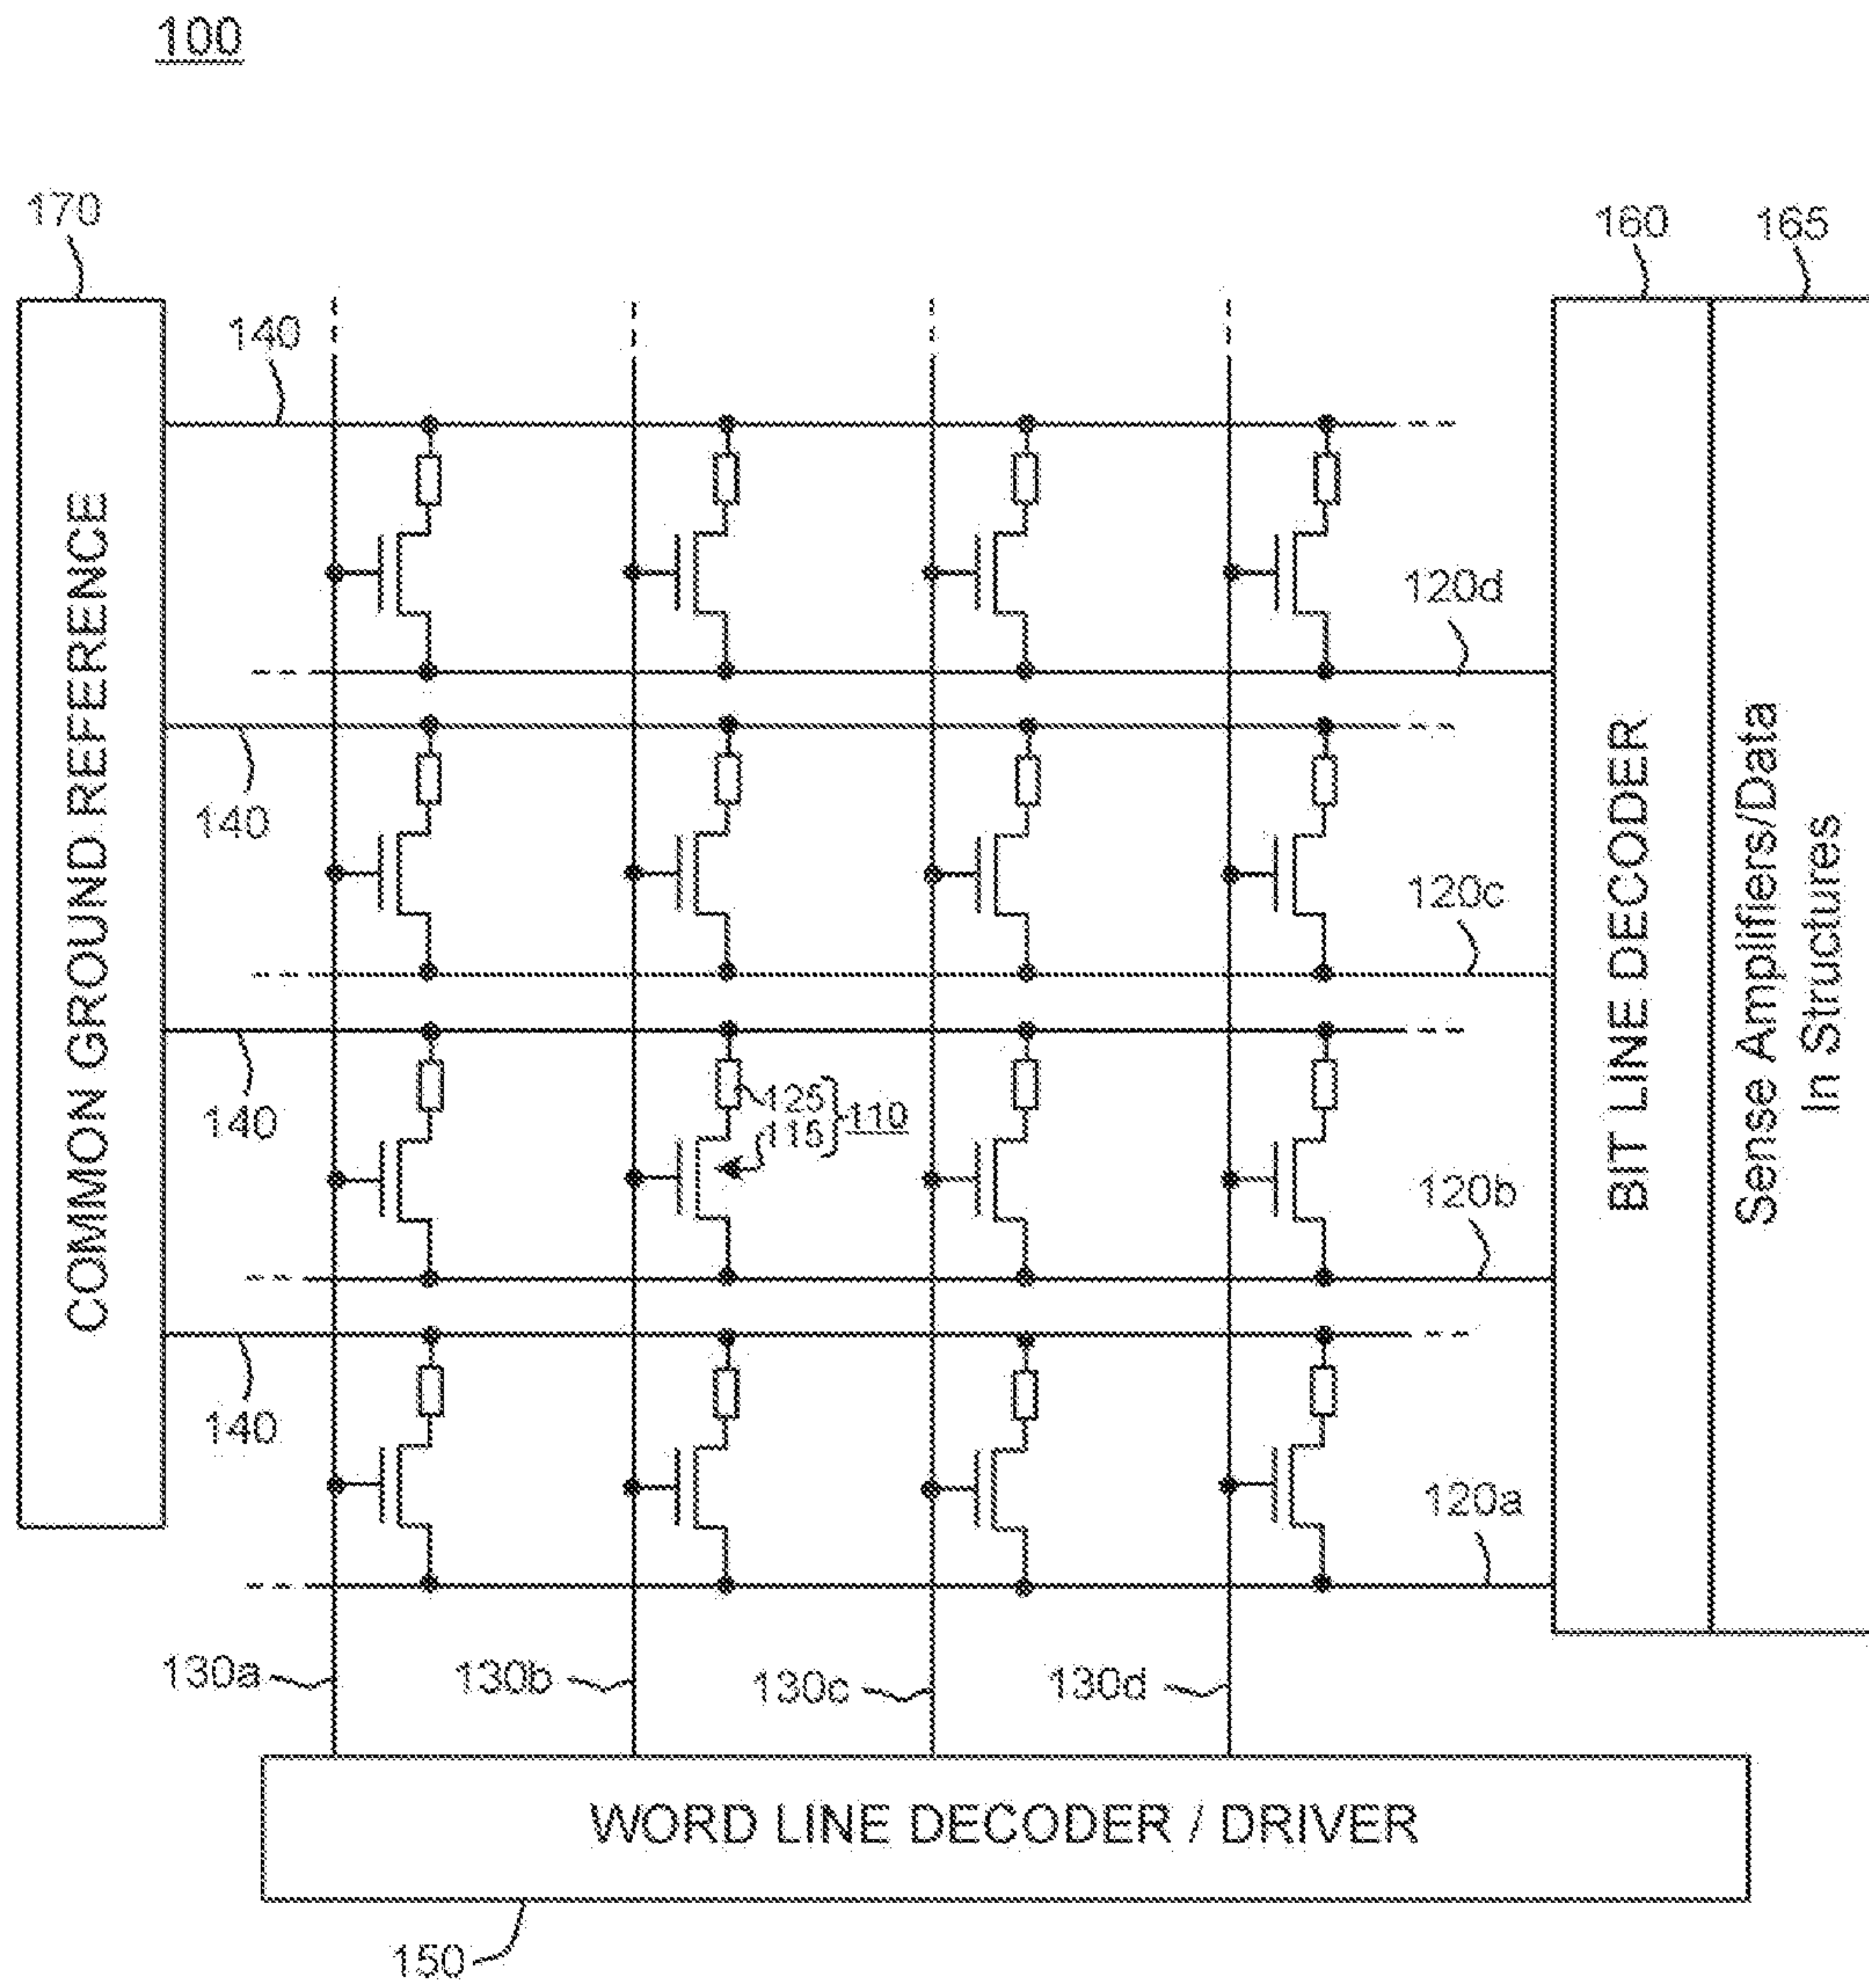 100
170
160
165
140
120d
140
120c
140
125
115
110
120b
140
120a
COMMON GROUND REFERENCE
BIT LINE DECODER
Sense Amplifiers/Data
In Structures
130a
130b
130c
130d
WORD LINE DECODER / DRIVER
150